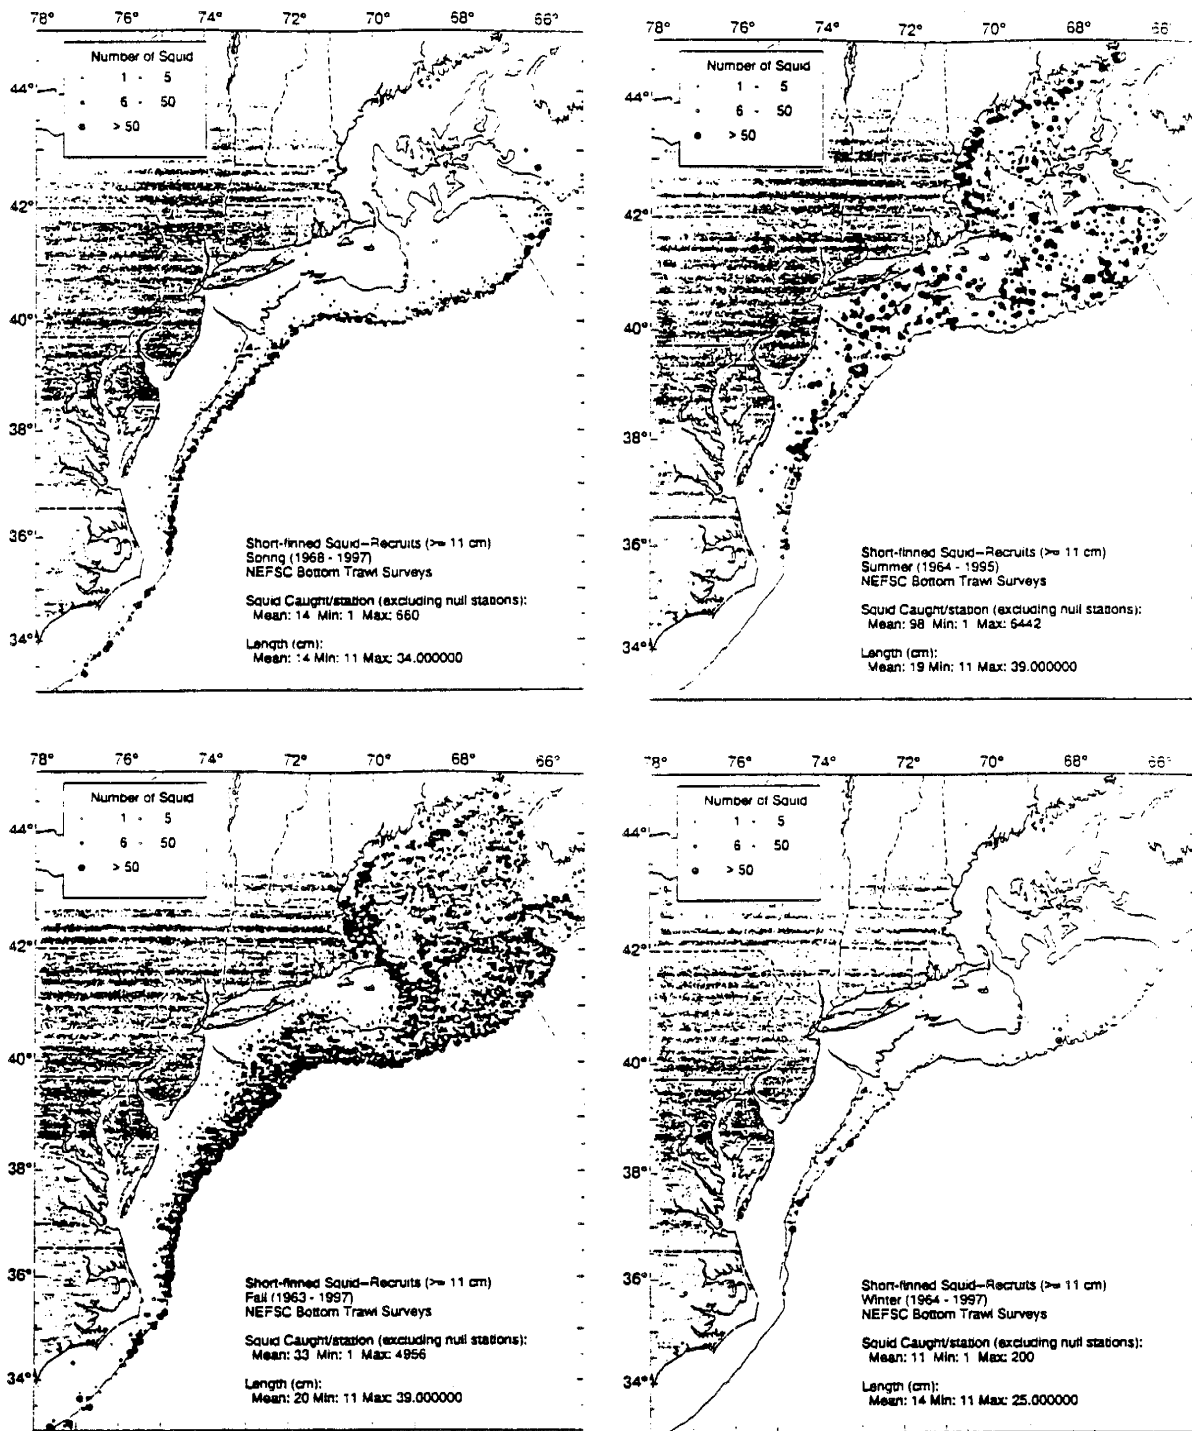 78° 76° 74° 72° 70° 68° 66°
Number of Squid
1 - 5
6 - 50
> 50
44°
42°
40°
38°
36°
34°
Short-finned Squid–Recruits (>= 11 cm)
Spring (1968 - 1997)
NEFSC Bottom Trawl Surveys
Squid Caught/station (excluding null stations):
Mean: 14 Min: 1 Max: 660
Length (cm):
Mean: 14 Min: 11 Max: 34.000000
78° 76° 74° 72° 70° 68° 66°
Number of Squid
1 - 5
6 - 50
> 50
44°
42°
40°
38°
36°
34°
Short-finned Squid–Recruits (>= 11 cm)
Summer (1964 - 1995)
NEFSC Bottom Trawl Surveys
Squid Caught/station (excluding null stations):
Mean: 98 Min: 1 Max: 6442
Length (cm):
Mean: 19 Min: 11 Max: 39.000000
78° 76° 74° 72° 70° 68° 66°
Number of Squid
1 - 5
6 - 50
> 50
44°
42°
40°
38°
36°
34°
Short-finned Squid–Recruits (>= 11 cm)
Fall (1963 - 1997)
NEFSC Bottom Trawl Surveys
Squid Caught/station (excluding null stations):
Mean: 33 Min: 1 Max: 4956
Length (cm):
Mean: 20 Min: 11 Max: 39.000000
78° 76° 74° 72° 70° 68° 66°
Number of Squid
1 - 5
6 - 50
> 50
44°
42°
40°
38°
36°
34°
Short-finned Squid–Recruits (>= 11 cm)
Winter (1964 - 1997)
NEFSC Bottom Trawl Surveys
Squid Caught/station (excluding null stations):
Mean: 11 Min: 1 Max: 200
Length (cm):
Mean: 14 Min: 11 Max: 25.000000